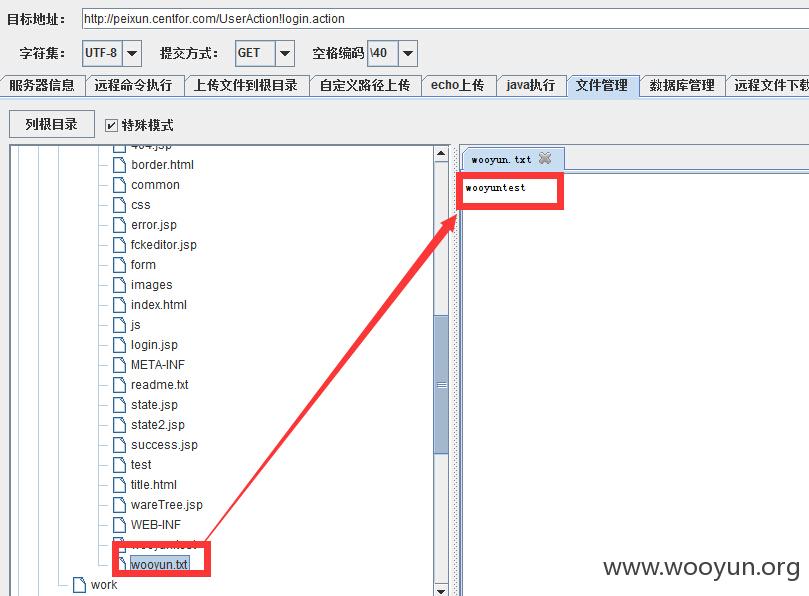 目标地址：
http://peixun.centfor.com/UserAction!login.action
字符集：
UTF-8
提交方式：
GET
空格编码
\40
服务器信息
远程命令执行
上传文件到根目录
自定义路径上传
echo上传
java执行
文件管理
数据库管理
远程文件下载
列根目录
特殊模式
404.jsp
border.html
common
css
error.jsp
fckeditor.jsp
form
images
index.html
js
login.jsp
META-INF
readme.txt
state.jsp
state2.jsp
success.jsp
test
title.html
wareTree.jsp
WEB-INF
wooyun.txt
work
wooyun.txt
wooyuntest
www.wooyun.org